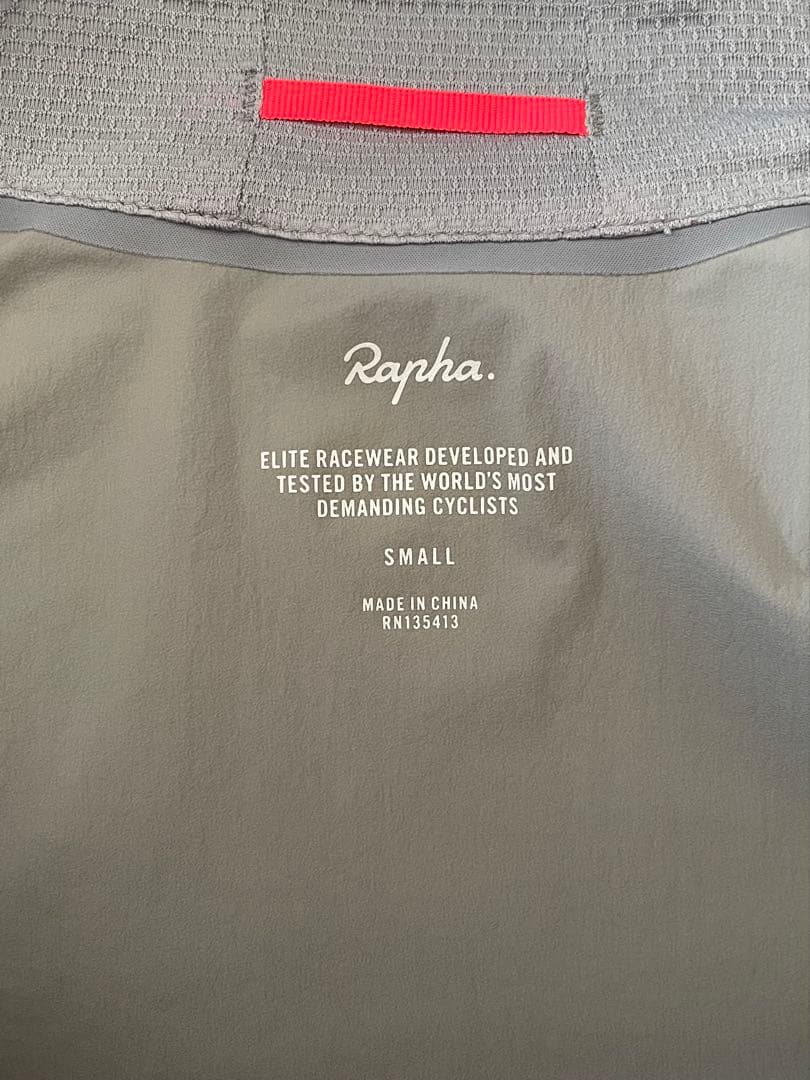 Rapha.
ELITE RACEWEAR DEVELOPED AND
TESTED BY THE WORLD'S MOST
DEMANDING CYCLISTS
SMALL
MADE IN CHINA
RN135413